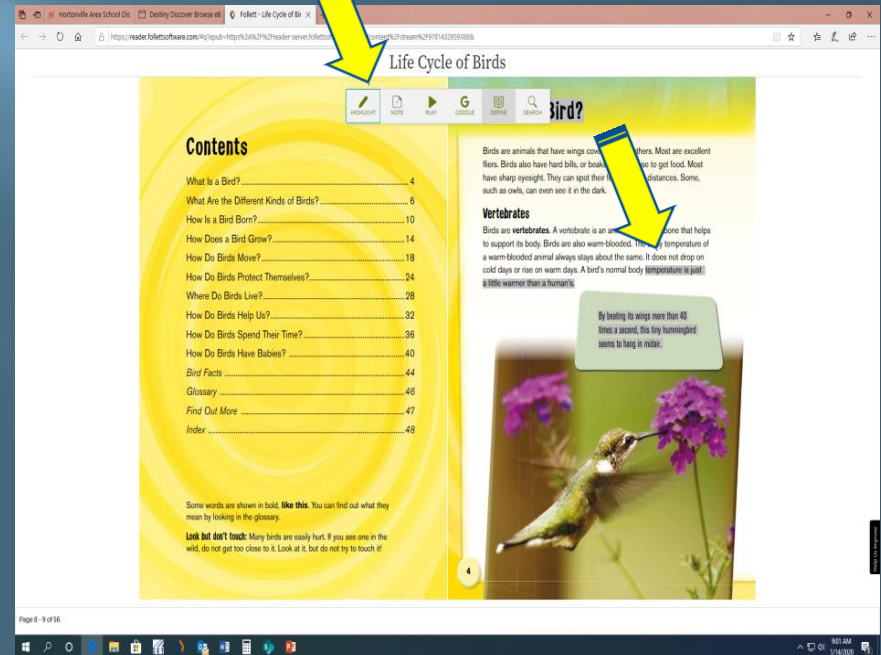 Hortonville Area School Dis
Destiny Discover Browse eB
Follett - Life Cycle of Bir
Life Cycle of Birds
HIGHLIGHT
NOTE
PLAY
GOOGLE
DEFINE
SEARCH
Bird?
Contents
What Is a Bird? 4
What Are the Different Kinds of Birds? 6
How Is a Bird Born? 10
How Does a Bird Grow? 14
How Do Birds Move? 18
How Do Birds Protect Themselves? 24
Where Do Birds Live? 28
How Do Birds Help Us? 32
How Do Birds Spend Their Time? 36
How Do Birds Have Babies? 40
Bird Facts 44
Glossary 46
Find Out More 47
Index 48
Some words are shown in bold, like this. You can find out what they
mean by looking in the glossary.
Look but don't touch: Many birds are easily hurt. If you see one in the
wild, do not get too close to it. Look at it, but do not try to touch it!
Birds are animals that have wings Most are excellent
fliers. Birds also have hard bills, or to get food. Most
have sharp eyesight. They can spot their distances. Some,
such as owls, can even see it in the dark.
Vertebrates
Birds are vertebrates. A vertebrate is an that helps
to support its body. Birds are also warm-blooded. temperature of
a warm-blooded animal always stays about the same. It does not drop on
cold days or rise on warm days. A bird's normal body temperature is just
a little warmer than a human's.
By beating its wings more than 40
times a second, this tiny hummingbird
seems to hang in midair.
4
Help Us Improve
Page 8 - 9 of 56
9:01 AM
1/14/2020